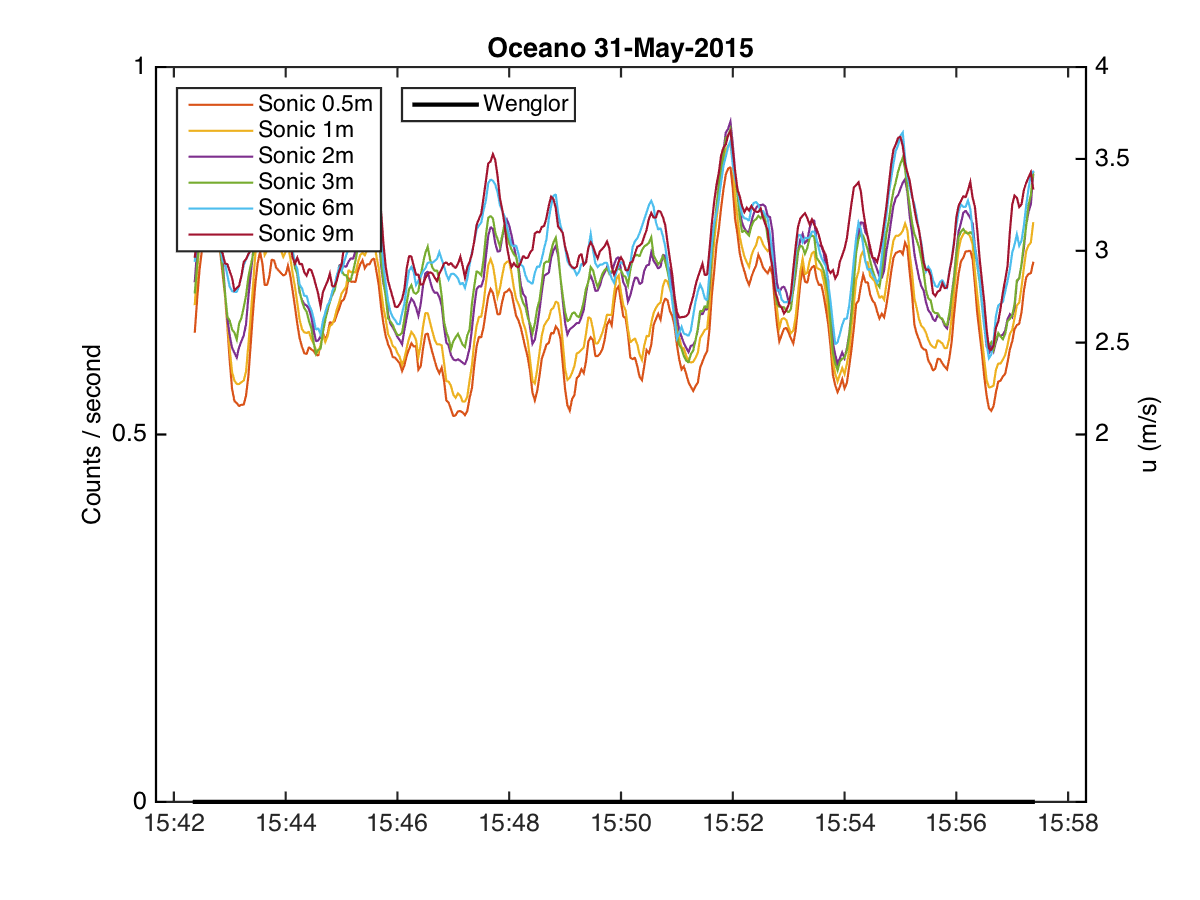 Oceano 31-May-2015
1
4
Sonic 0.5m
Wenglor
Sonic 1m
Sonic 2m
3.5
Sonic 3m
Sonic 6m
Sonic 9m
3
2.5
Counts / second
0.5
2
u (m/s)
0
15:42 15:44 15:46 15:48 15:50 15:52 15:54 15:56 15:58